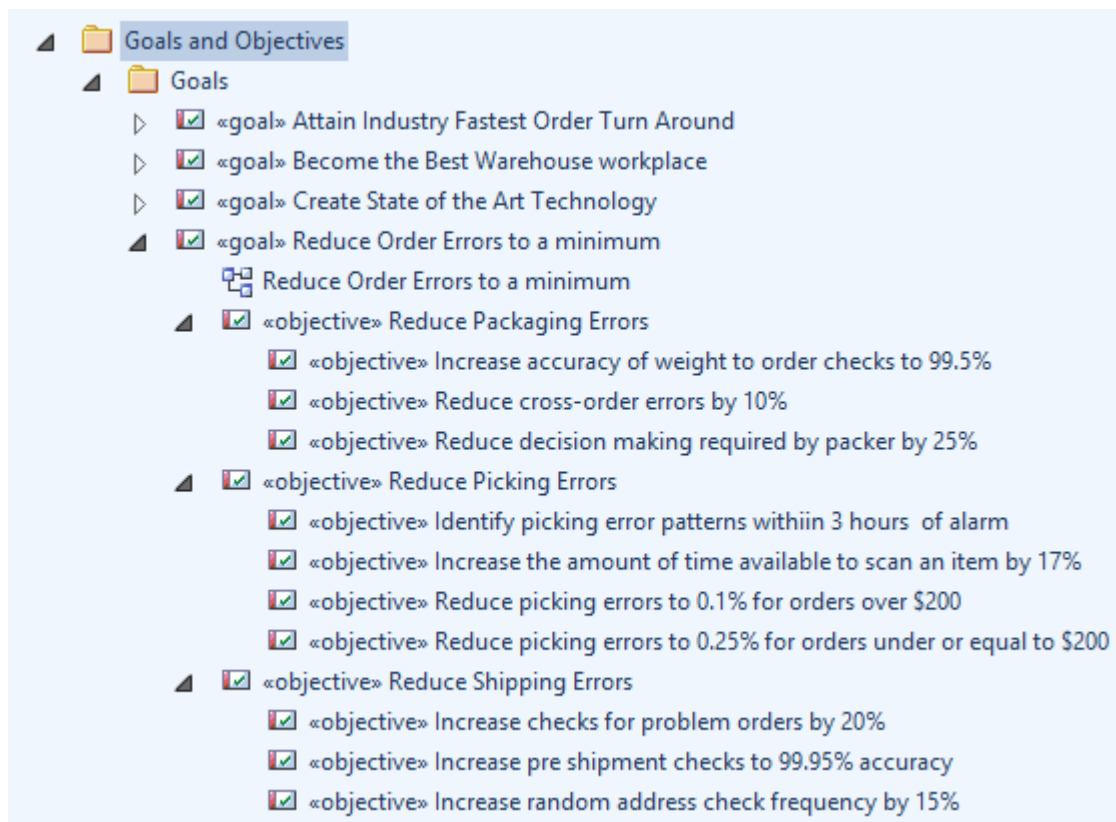 Goals and Objectives
Goals
«goal» Attain Industry Fastest Order Turn Around
«goal» Become the Best Warehouse workplace
«goal» Create State of the Art Technology
«goal» Reduce Order Errors to a minimum
Reduce Order Errors to a minimum
«objective» Reduce Packaging Errors
«objective» Increase accuracy of weight to order checks to 99.5%
«objective» Reduce cross-order errors by 10%
«objective» Reduce decision making required by packer by 25%
«objective» Reduce Picking Errors
«objective» Identify picking error patterns withiin 3 hours  of alarm
«objective» Increase the amount of time available to scan an item by 17%
«objective» Reduce picking errors to 0.1% for orders over $200
«objective» Reduce picking errors to 0.25% for orders under or equal to $200
«objective» Reduce Shipping Errors
«objective» Increase checks for problem orders by 20%
«objective» Increase pre shipment checks to 99.95% accuracy
«objective» Increase random address check frequency by 15%